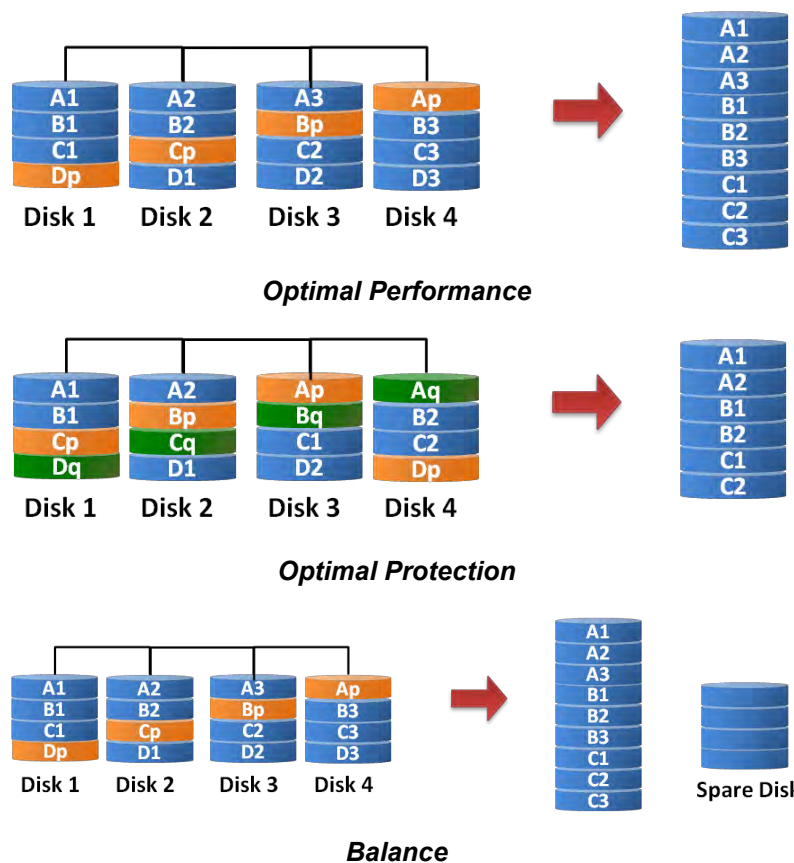 A1 A2 A3 Ap A1
B1 B2 Bp B3 A2
C1 Cp C2 C3 A3
Dp D1 D2 D3 B1
B2
B3
C1
C2
C3
Disk 1 Disk 2 Disk 3 Disk 4
Optimal Performance
A1 A2 Ap Aq A1
B1 Bp Bq B2 A2
Cp Cq C1 C2 B1
Dq D1 D2 Dp B2
C1
C2
Disk 1 Disk 2 Disk 3 Disk 4
Optimal Protection
A1 A2 A3 Ap A1
B1 B2 Bp B3 A2
C1 Cp C2 C3 A3
Dp D1 D2 D3 B1
B2
B3
C1
C2
C3
Disk 1 Disk 2 Disk 3 Disk 4 Spare Disk
Balance